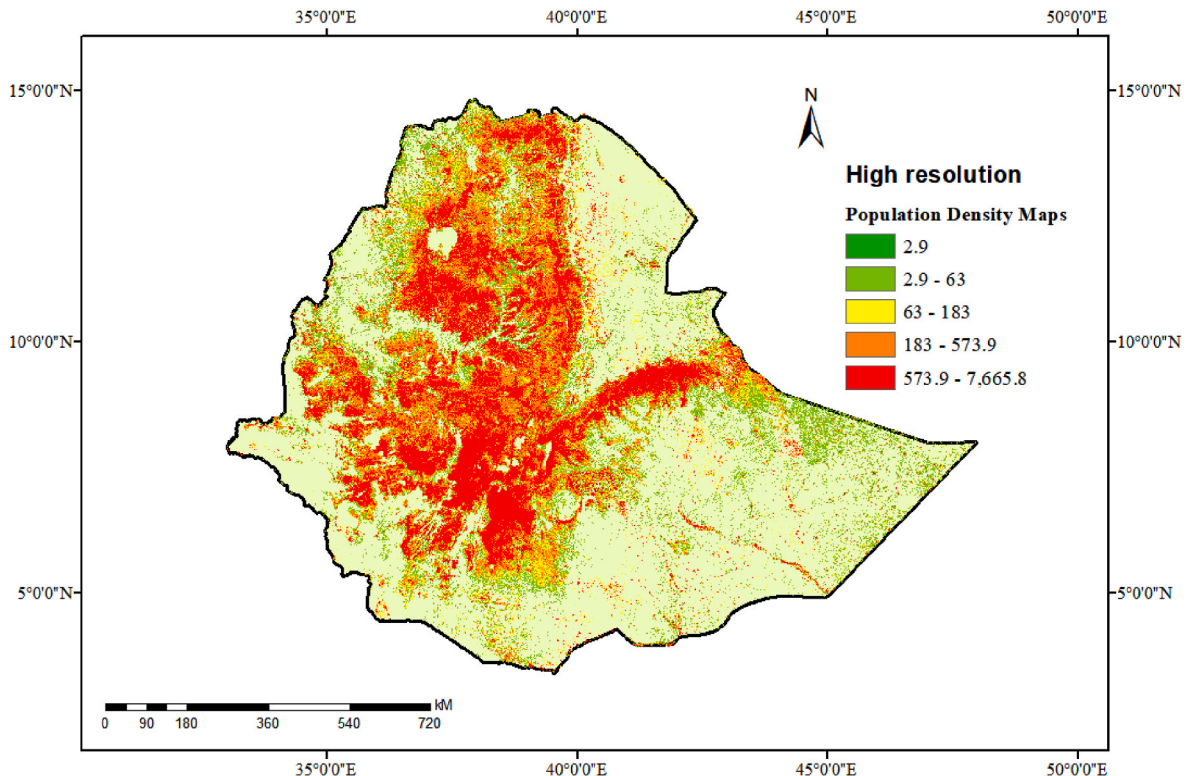 35°0'0"E 40°0'0"E 45°0'0"E 50°0'0"E
15°0'0"N 15°0'0"N
N
High resolution
Population Density Maps
2.9
2.9 - 63
63 - 183
183 - 573.9
573.9 - 7,665.8
10°0'0"N 10°0'0"N
5°0'0"N 5°0'0"N
kM
0 90 180 360 540 720
35°0'0"E 40°0'0"E 45°0'0"E 50°0'0"E